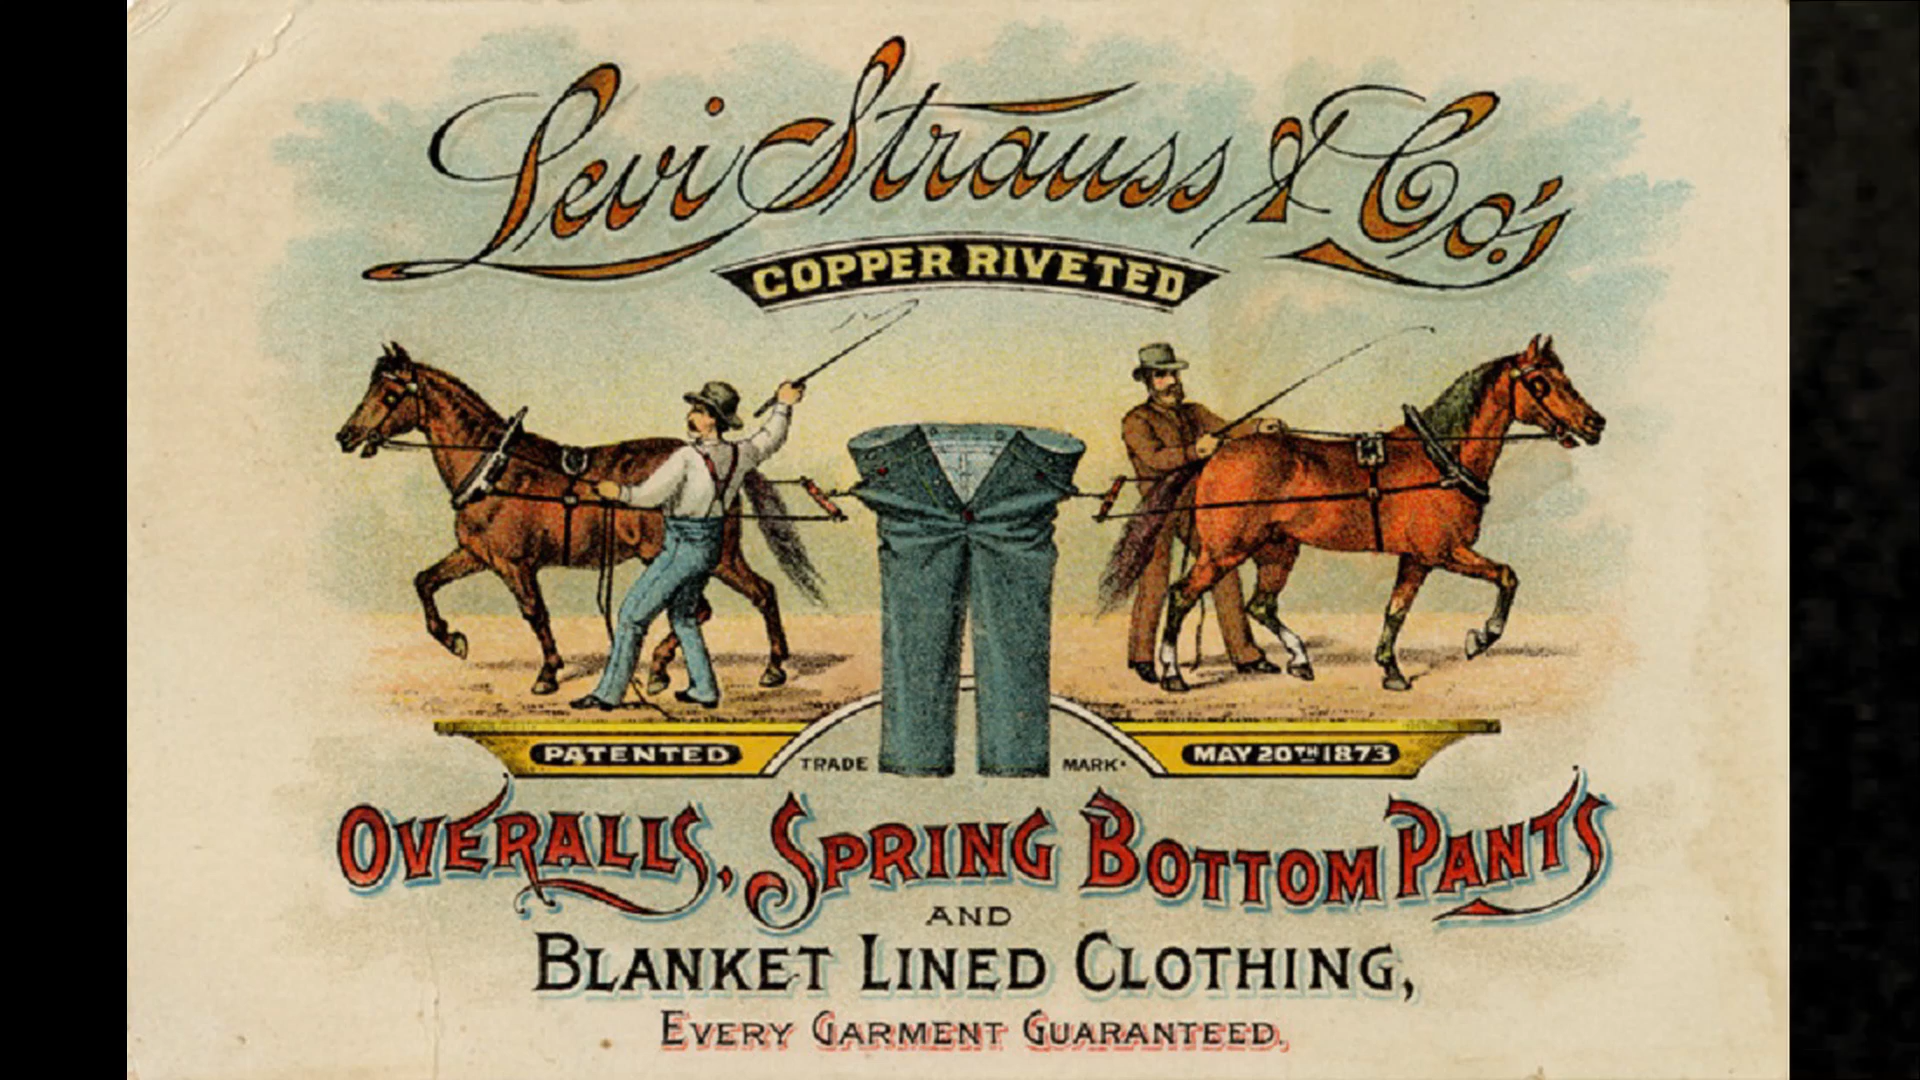 Levi Strauss & Co's
COPPER RIVETED
PATENTED
TRADE MARK.
MAY 20TH 1873
OVERALLS, SPRING BOTTOM PANTS
AND
BLANKET LINED CLOTHING,
EVERY GARMENT GUARANTEED.